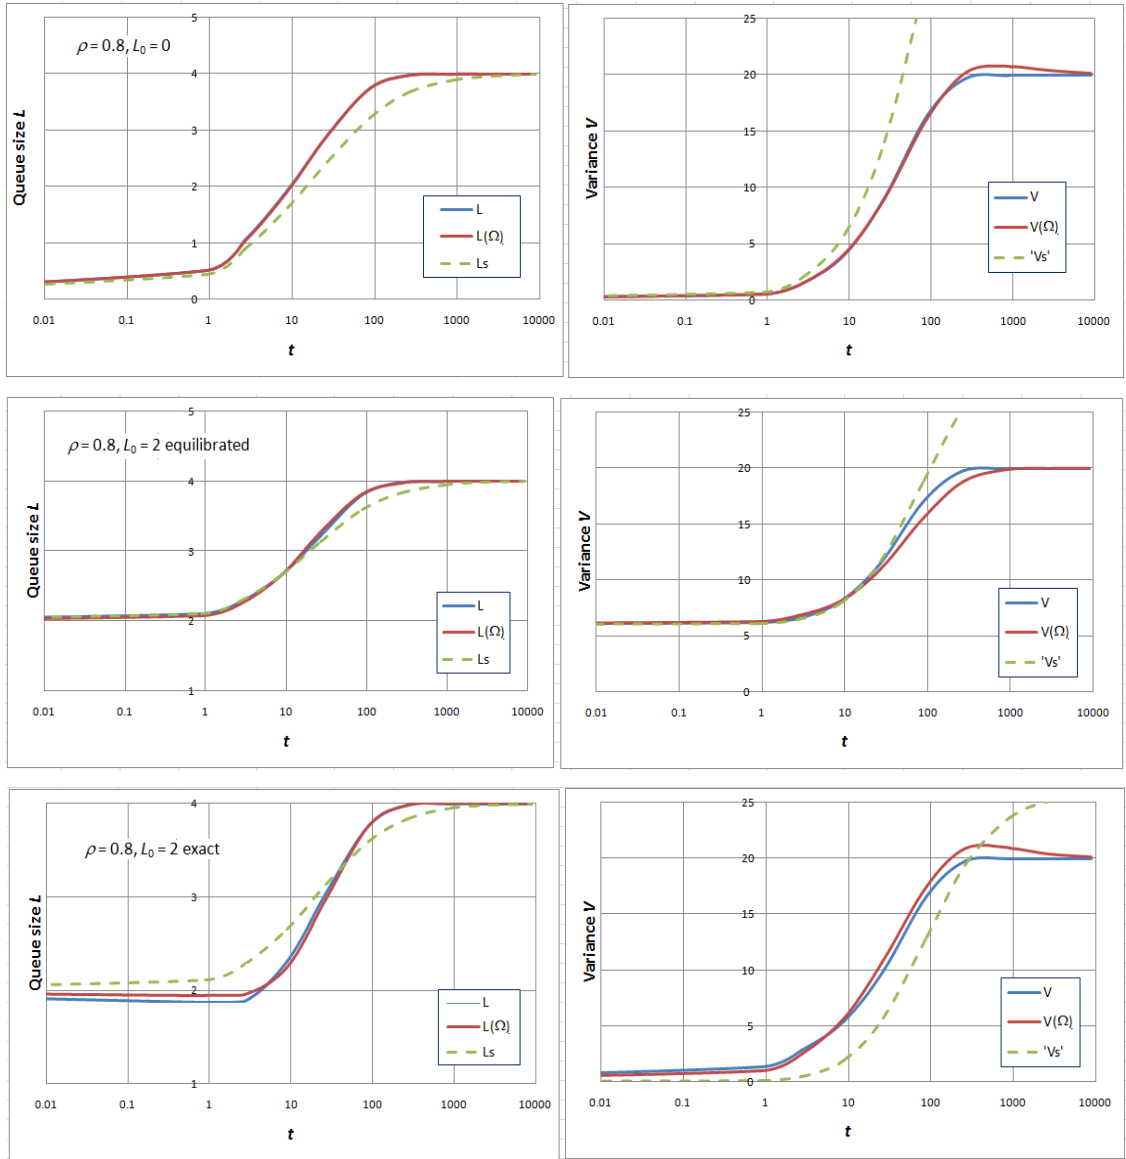 ρ = 0.8, L₀ = 0
Queue size L
5
4
3
2
1
0
0.01 0.1 1 10 100 1000 10000
t
L
L(Ω)
Ls
Variance V
25
20
15
10
5
0
0.01 0.1 1 10 100 1000 10000
t
V
V(Ω)
'Vs'
ρ = 0.8, L₀ = 2 equilibrated
Queue size L
5
4
3
2
1
0.01 0.1 1 10 100 1000 10000
t
L
L(Ω)
Ls
Variance V
25
20
15
10
5
0
0.01 0.1 1 10 100 1000 10000
t
V
V(Ω)
'Vs'
ρ = 0.8, L₀ = 2 exact
Queue size L
4
3
2
1
0.01 0.1 1 10 100 1000 10000
t
L
L(Ω)
Ls
Variance V
25
20
15
10
5
0
0.01 0.1 1 10 100 1000 10000
t
V
V(Ω)
'Vs'